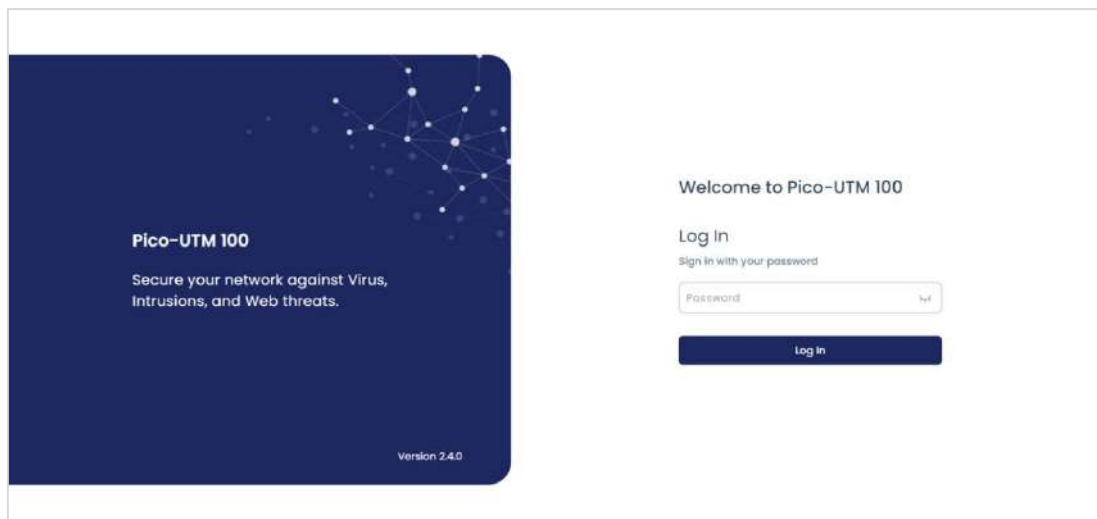 Pico-UTM 100
Secure your network against Virus,
Intrusions, and Web threats.
Version 2.4.0
Welcome to Pico-UTM 100
Log In
Sign in with your password
Password
Log In